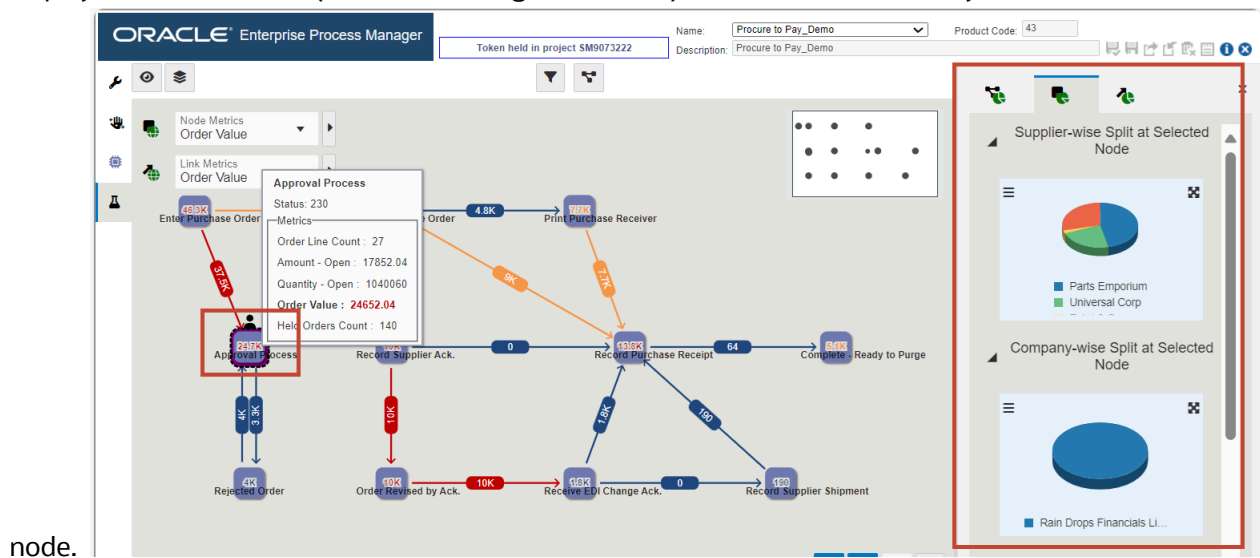 ORACLE Enterprise Process Manager
Token held in project SM9073222
Name: Procure to Pay_Demo
Product Code: 43
Description: Procure to Pay_Demo
Node Metrics
Order Value
Link Metrics
Order Value
Approval Process
Status: 230
Metrics
Order Line Count : 27
Amount - Open : 17852.04
Quantity - Open : 1040060
Order Value : 24652.04
Held Orders Count : 140
46.3K
Enter Purchase Order
Order
4.8K
7.7K
Print Purchase Receiver
37.5K
9K
7.7K
24.7K
Approval Process
10K
Record Supplier Ack.
0
13.8K
Record Purchase Receipt
64
5.1K
Complete - Ready to Purge
4K
3.3K
10K
1.8K
190
4K
Rejected Order
10K
Order Revised by Ack.
10K
1.8K
Receive EDI Change Ack.
0
190
Record Supplier Shipment
Supplier-wise Split at Selected
Node
Parts Emporium
Universal Corp
Company-wise Split at Selected
Node
Rain Drops Financials Li...
node.